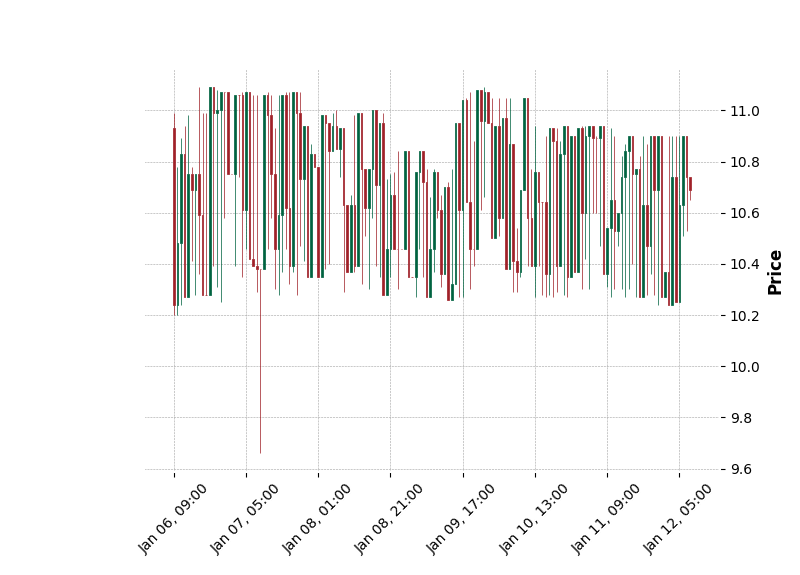 11.0
10.8
10.6
10.4
10.2
10.0
9.8
9.6
Price
Jan 06, 09:00
Jan 07, 05:00
Jan 08, 01:00
Jan 08, 21:00
Jan 09, 17:00
Jan 10, 13:00
Jan 11, 09:00
Jan 12, 05:00